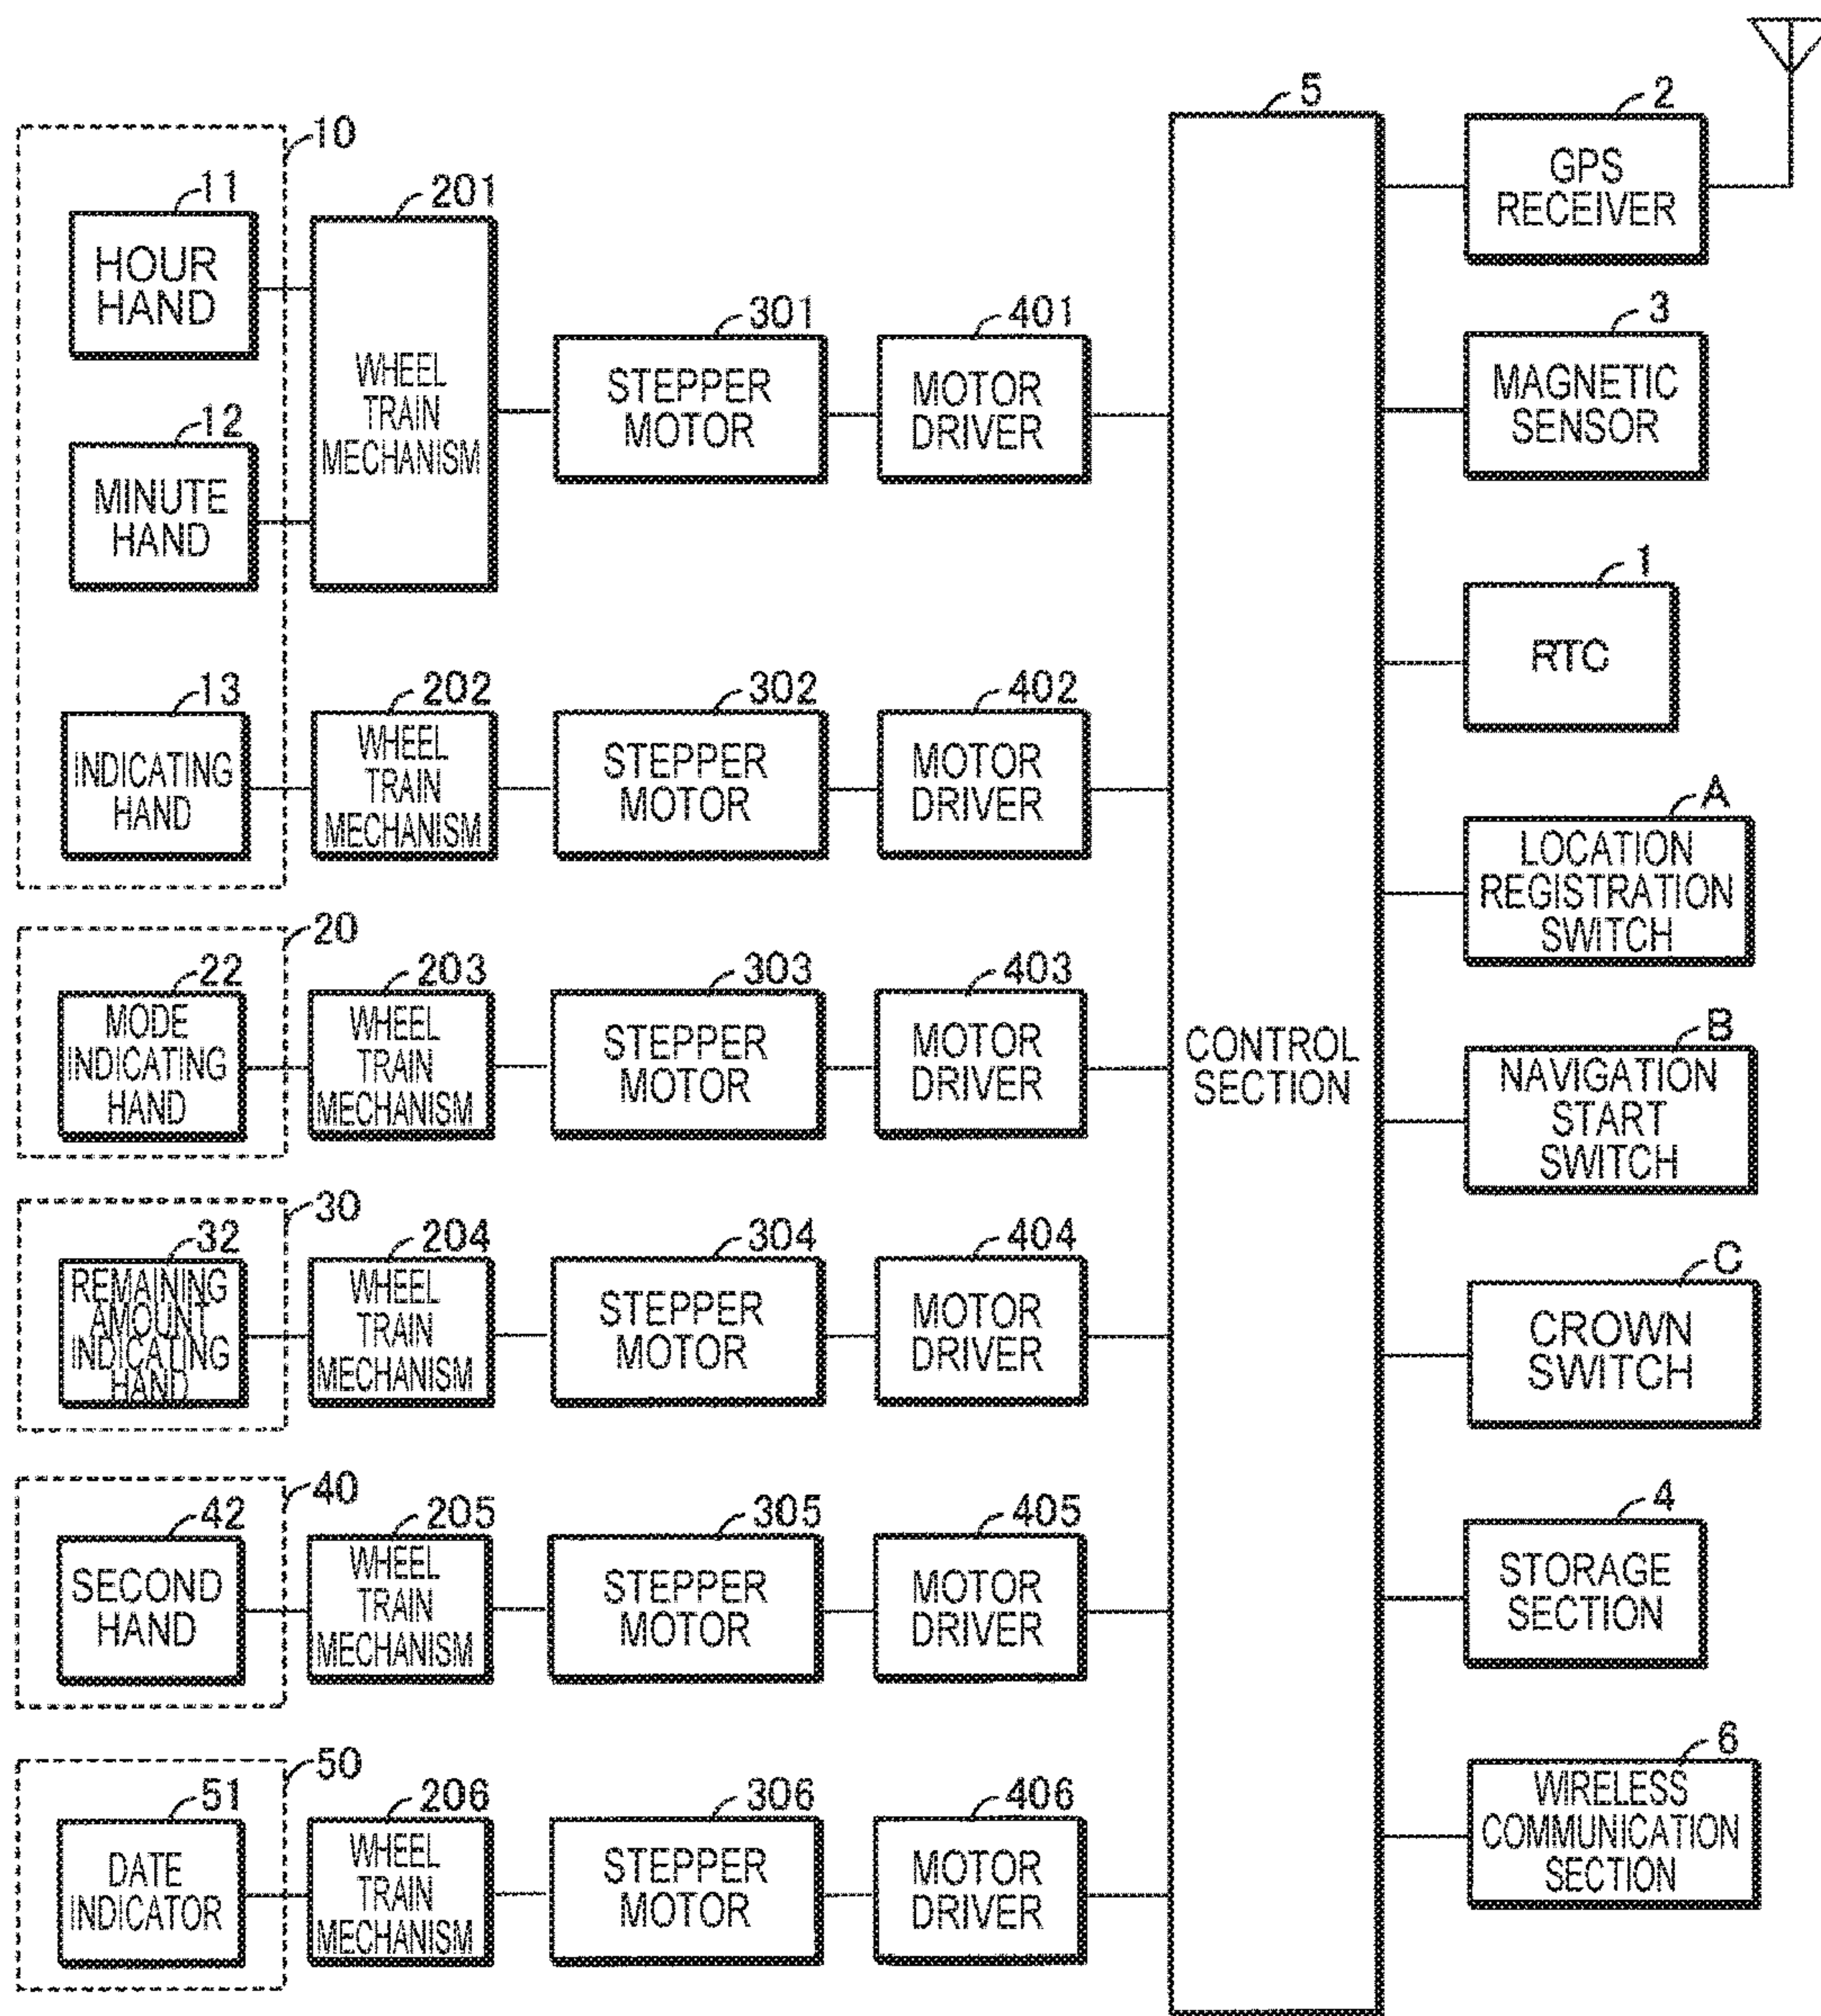 10
11
HOUR
HAND
12
MINUTE
HAND
13
INDICATING
HAND
201
WHEEL
TRAIN
MECHANISM
301
STEPPER
MOTOR
401
MOTOR
DRIVER
202
WHEEL
TRAIN
MECHANISM
302
STEPPER
MOTOR
402
MOTOR
DRIVER
20
22
MODE
INDICATING
HAND
203
WHEEL
TRAIN
MECHANISM
303
STEPPER
MOTOR
403
MOTOR
DRIVER
30
32
REMAINING
AMOUNT
INDICATING
HAND
204
WHEEL
TRAIN
MECHANISM
304
STEPPER
MOTOR
404
MOTOR
DRIVER
40
42
SECOND
HAND
205
WHEEL
TRAIN
MECHANISM
305
STEPPER
MOTOR
405
MOTOR
DRIVER
50
51
DATE
INDICATOR
206
WHEEL
TRAIN
MECHANISM
306
STEPPER
MOTOR
406
MOTOR
DRIVER
5
CONTROL
SECTION
2
GPS
RECEIVER
3
MAGNETIC
SENSOR
1
RTC
A
LOCATION
REGISTRATION
SWITCH
B
NAVIGATION
START
SWITCH
C
CROWN
SWITCH
4
STORAGE
SECTION
6
WIRELESS
COMMUNICATION
SECTION